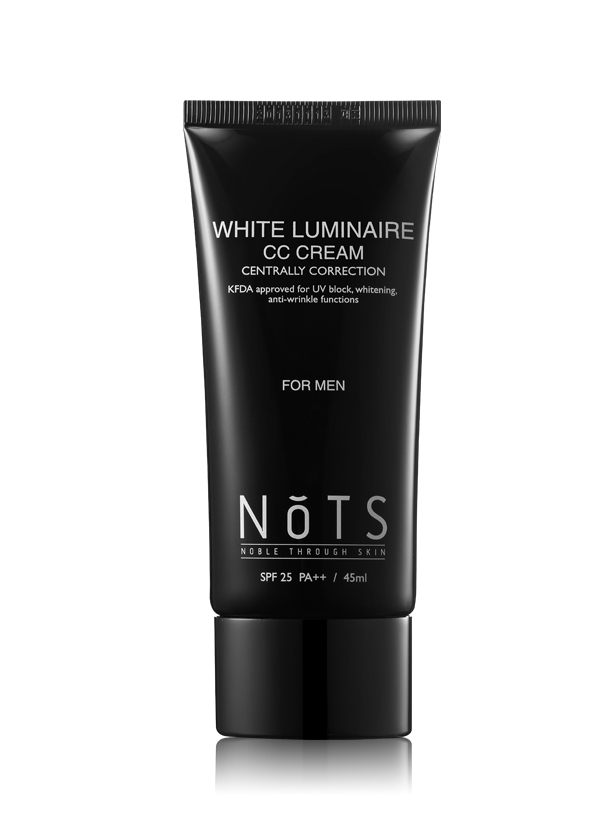 WHITE LUMINAIRE
CC CREAM
CENTRALLY CORRECTION
KFDA approved for UV block, whitening,
anti-wrinkle functions
FOR MEN
NŏTS
NOBLE THROUGH SKIN
SPF 25 PA++ / 45ml